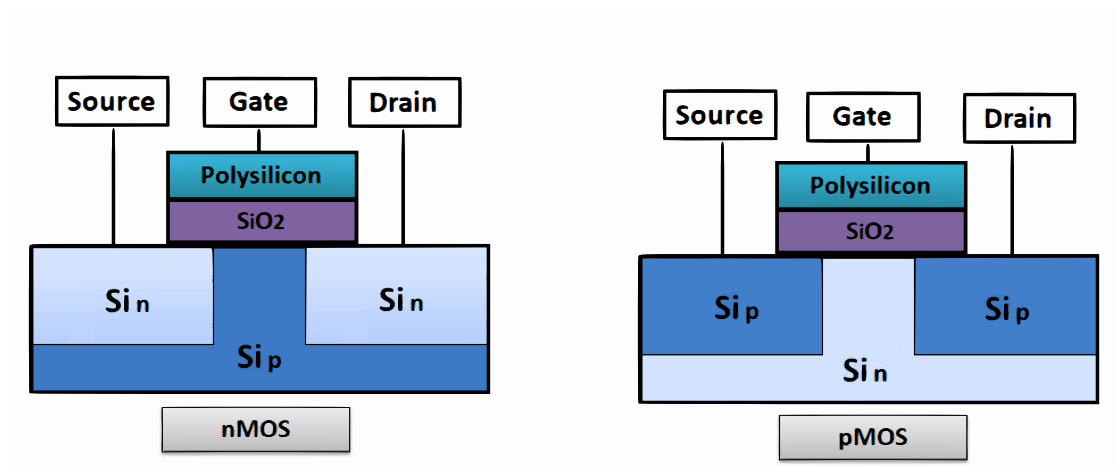 Source Gate Drain
Polysilicon
SiO2
Si n Si n
Si p
nMOS
Source Gate Drain
Polysilicon
SiO2
Si p Si p
Si n
pMOS